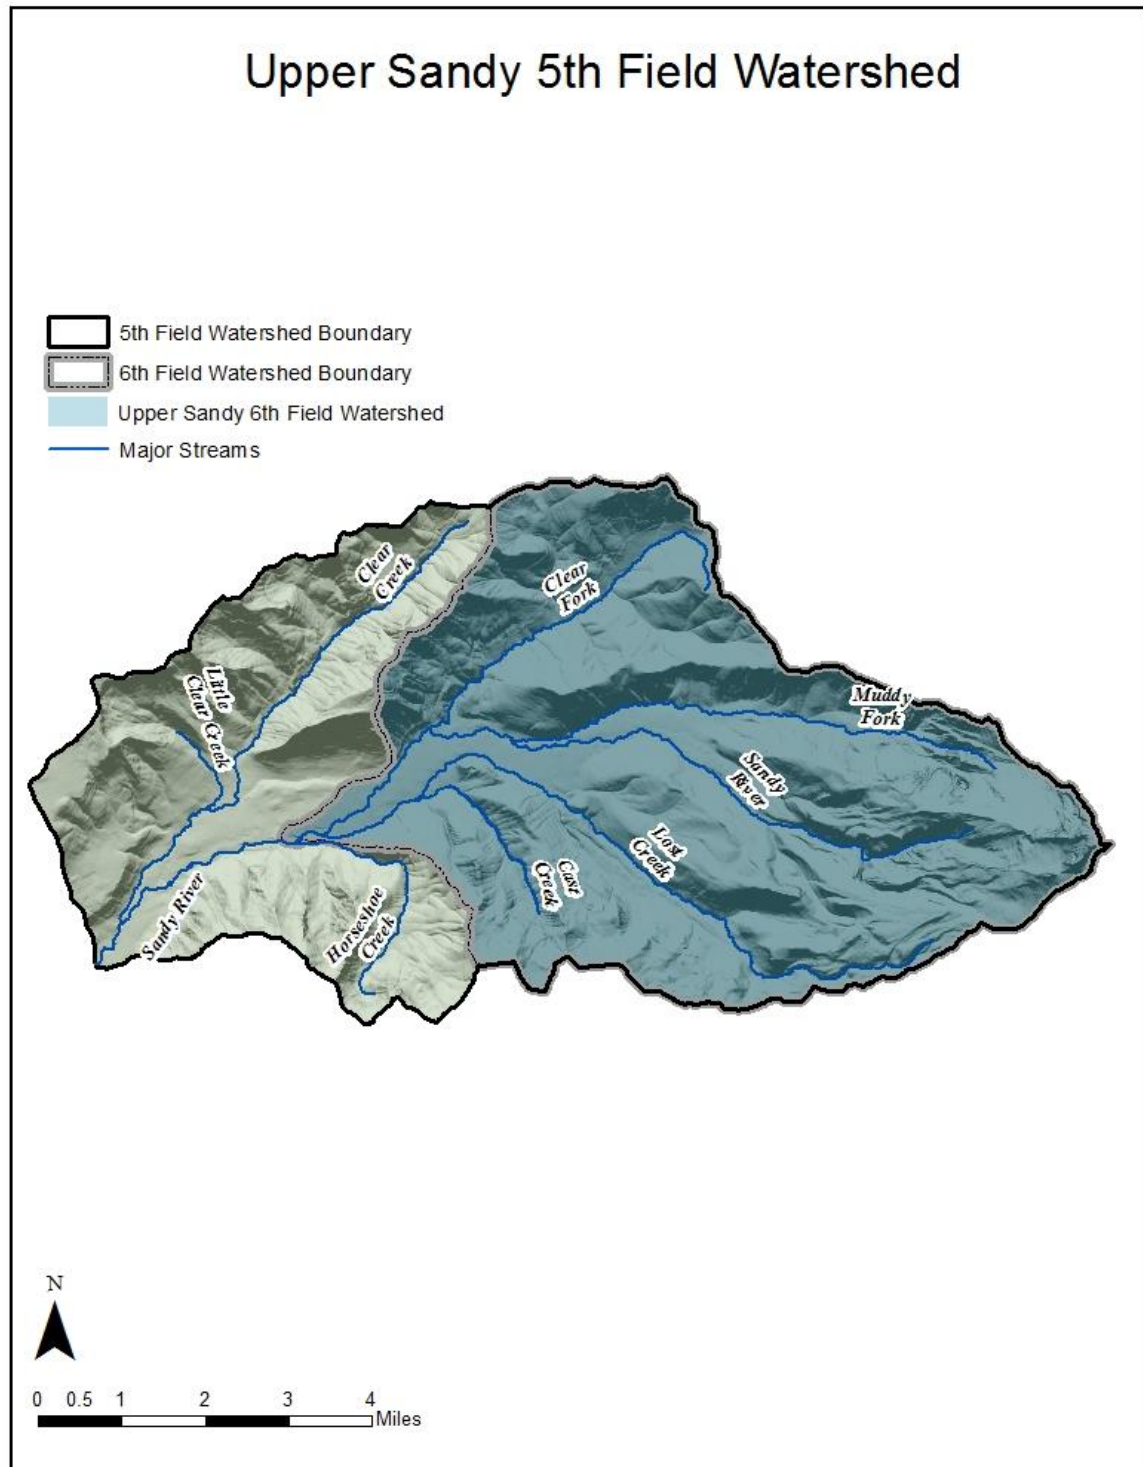 Upper Sandy 5th Field Watershed
5th Field Watershed Boundary
6th Field Watershed Boundary
Upper Sandy 6th Field Watershed
Major Streams
Clear
Creek
Clear
Fork
Little
Clear Creek
Muddy
Fork
Sandy
River
Lost
Creek
Cast
Creek
Sandy River
Horseshoe
Creek
N
0 0.5 1 2 3 4
Miles